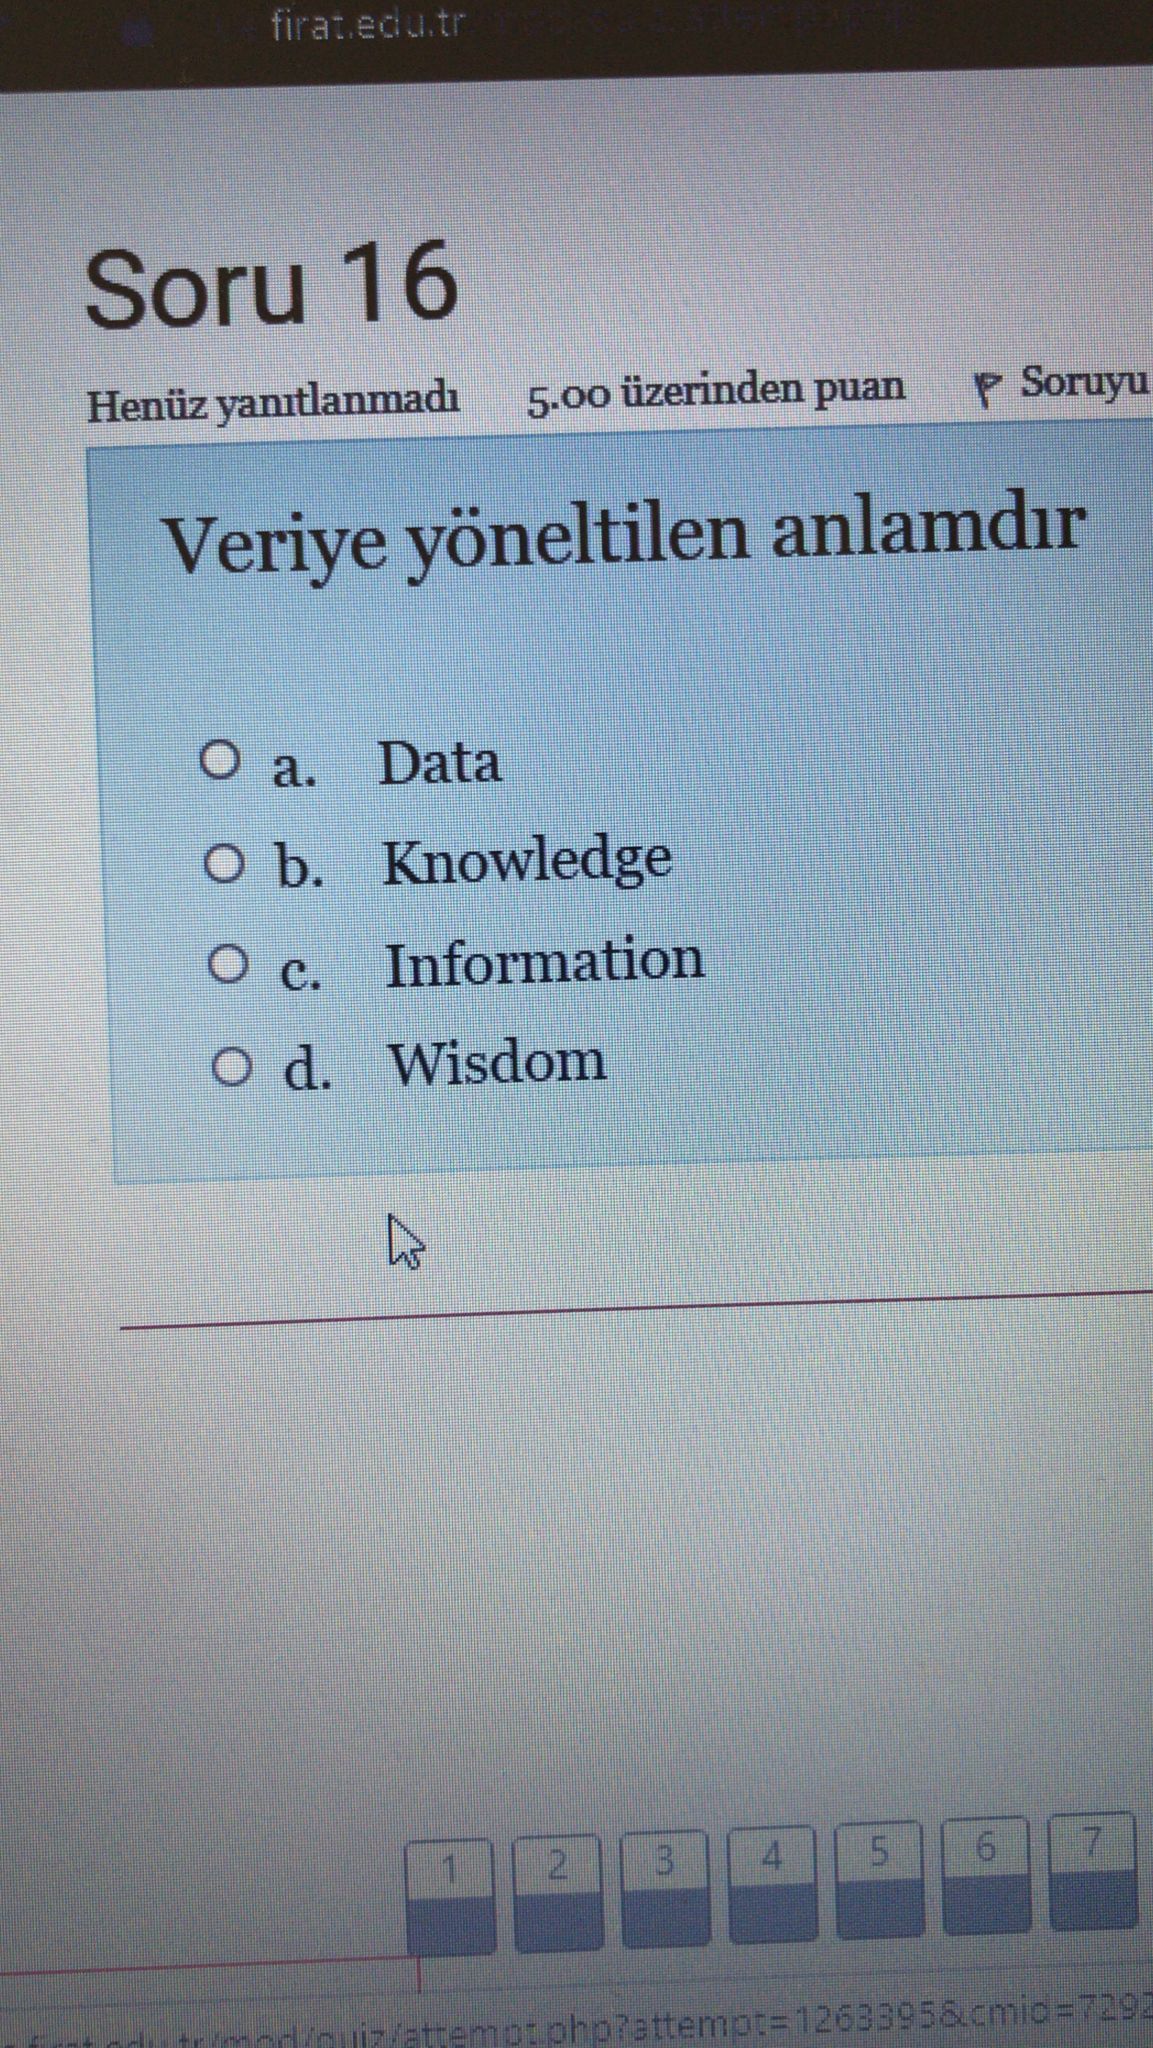 firat.edu.tr
Soru 16
Henüz yanıtlanmadı 5.00 üzerinden puan Soruyu
Veriye yöneltilen anlamdır
a. Data
b. Knowledge
c. Information
d. Wisdom
1 2 3 4 5 6 7
firat.edu.tr/mod/quiz/attempt.php?attempt=1263395&cmid=7292